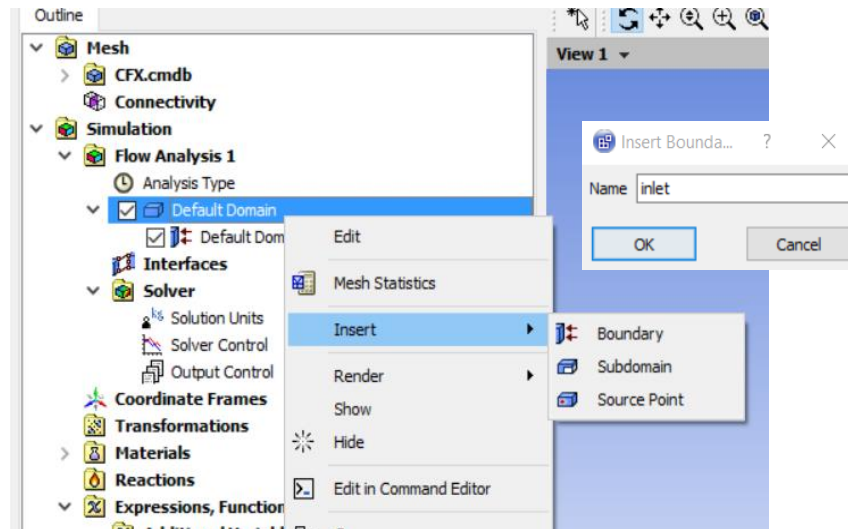 Outline
Mesh
CFX.cmdb
Connectivity
Simulation
Flow Analysis 1
Analysis Type
Default Domain
Default Dom
Interfaces
Solver
Solution Units
Solver Control
Output Control
Coordinate Frames
Transformations
Materials
Reactions
Expressions, Function
Edit
Mesh Statistics
Insert
Render
Show
Hide
Edit in Command Editor
Boundary
Subdomain
Source Point
View 1
Insert Bounda... ?
Name inlet
OK Cancel